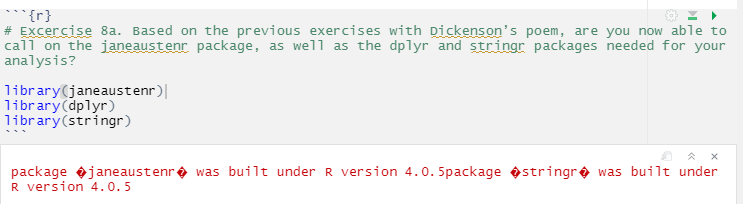 ```{r}
# Excercise 8a. Based on the previous exercises with Dickenson's poem, are you now able to
call on the janeaustenr package, as well as the dplyr and stringr packages needed for your
analysis?
library(janeaustenr)
library(dplyr)
library(stringr)
```
package �janeaustenr� was built under R version 4.0.5package �stringr� was built under
R version 4.0.5